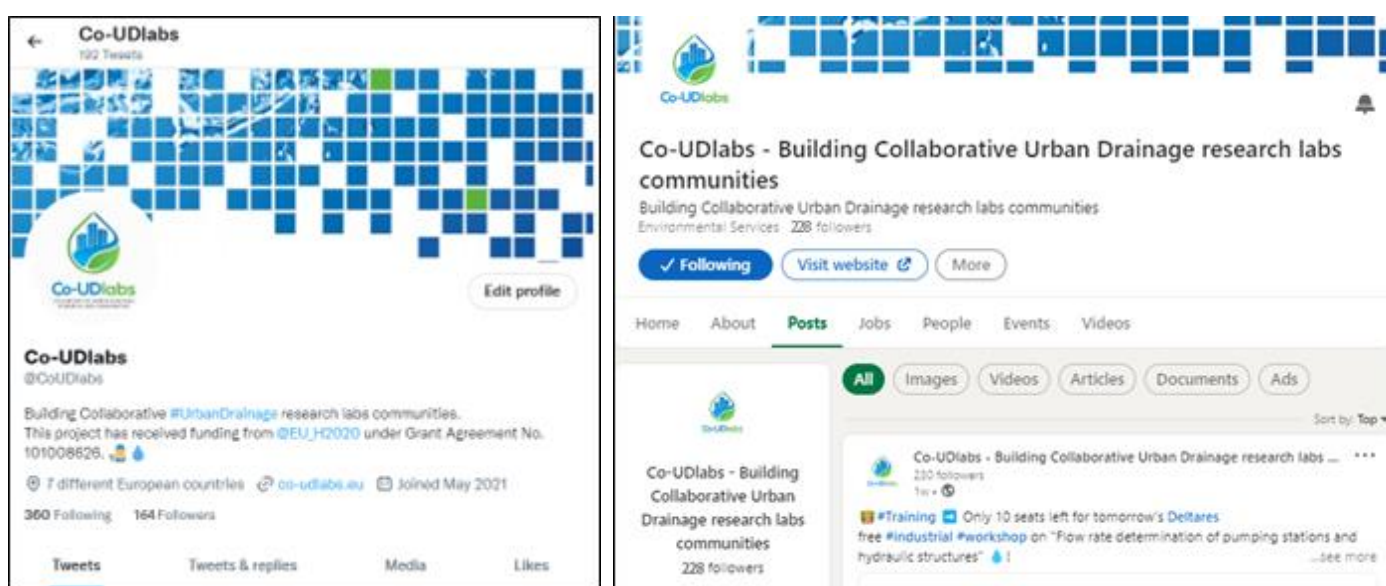 Co-UDlabs
192 Tweets
Co-UDlabs
Edit profile
Co-UDlabs
@CoUDlabs
Building Collaborative #UrbanDrainage research labs communities.
This project has received funding from @EU_H2020 under Grant Agreement No.
101008626.
7 different European countries co-udlabs.eu Joined May 2021
360 Following 164 Followers
Tweets Tweets & replies Media Likes
Co-UDlabs
Co-UDlabs - Building Collaborative Urban Drainage research labs
communities
Building Collaborative Urban Drainage research labs communities
Environmental Services 228 followers
Following Visit website More
Home About Posts Jobs People Events Videos
Co-UDlabs
Co-UDlabs - Building
Collaborative Urban
Drainage research labs
communities
228 followers
All Images Videos Articles Documents Ads
Sort by: Top
Co-UDlabs - Building Collaborative Urban Drainage research labs ...
230 followers
1w •
#Training Only 10 seats left for tomorrow's Deltares
free #industrial #workshop on "Flow rate determination of pumping stations and
hydraulic structures" !
...see more